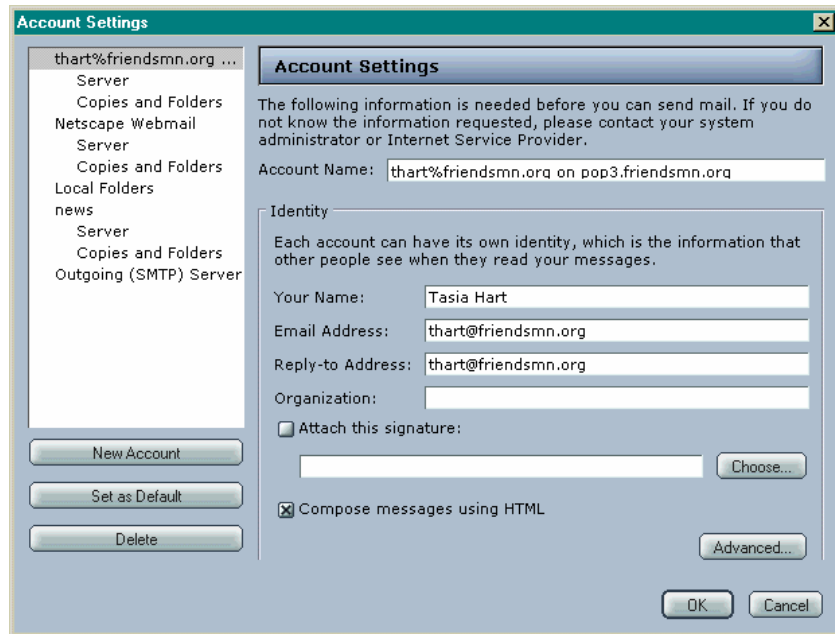 Account Settings
thart%friendsmn.org ...
Server
Copies and Folders
Netscape Webmail
Server
Copies and Folders
Local Folders
news
Server
Copies and Folders
Outgoing (SMTP) Server
New Account
Set as Default
Delete
Account Settings
The following information is needed before you can send mail. If you do
not know the information requested, please contact your system
administrator or Internet Service Provider.
Account Name: thart%friendsmn.org on pop3.friendsmn.org
Identity
Each account can have its own identity, which is the information that
other people see when they read your messages.
Your Name: Tasia Hart
Email Address: thart@friendsmn.org
Reply-to Address: thart@friendsmn.org
Organization:
Attach this signature:
Choose...
Compose messages using HTML
Advanced...
OK Cancel